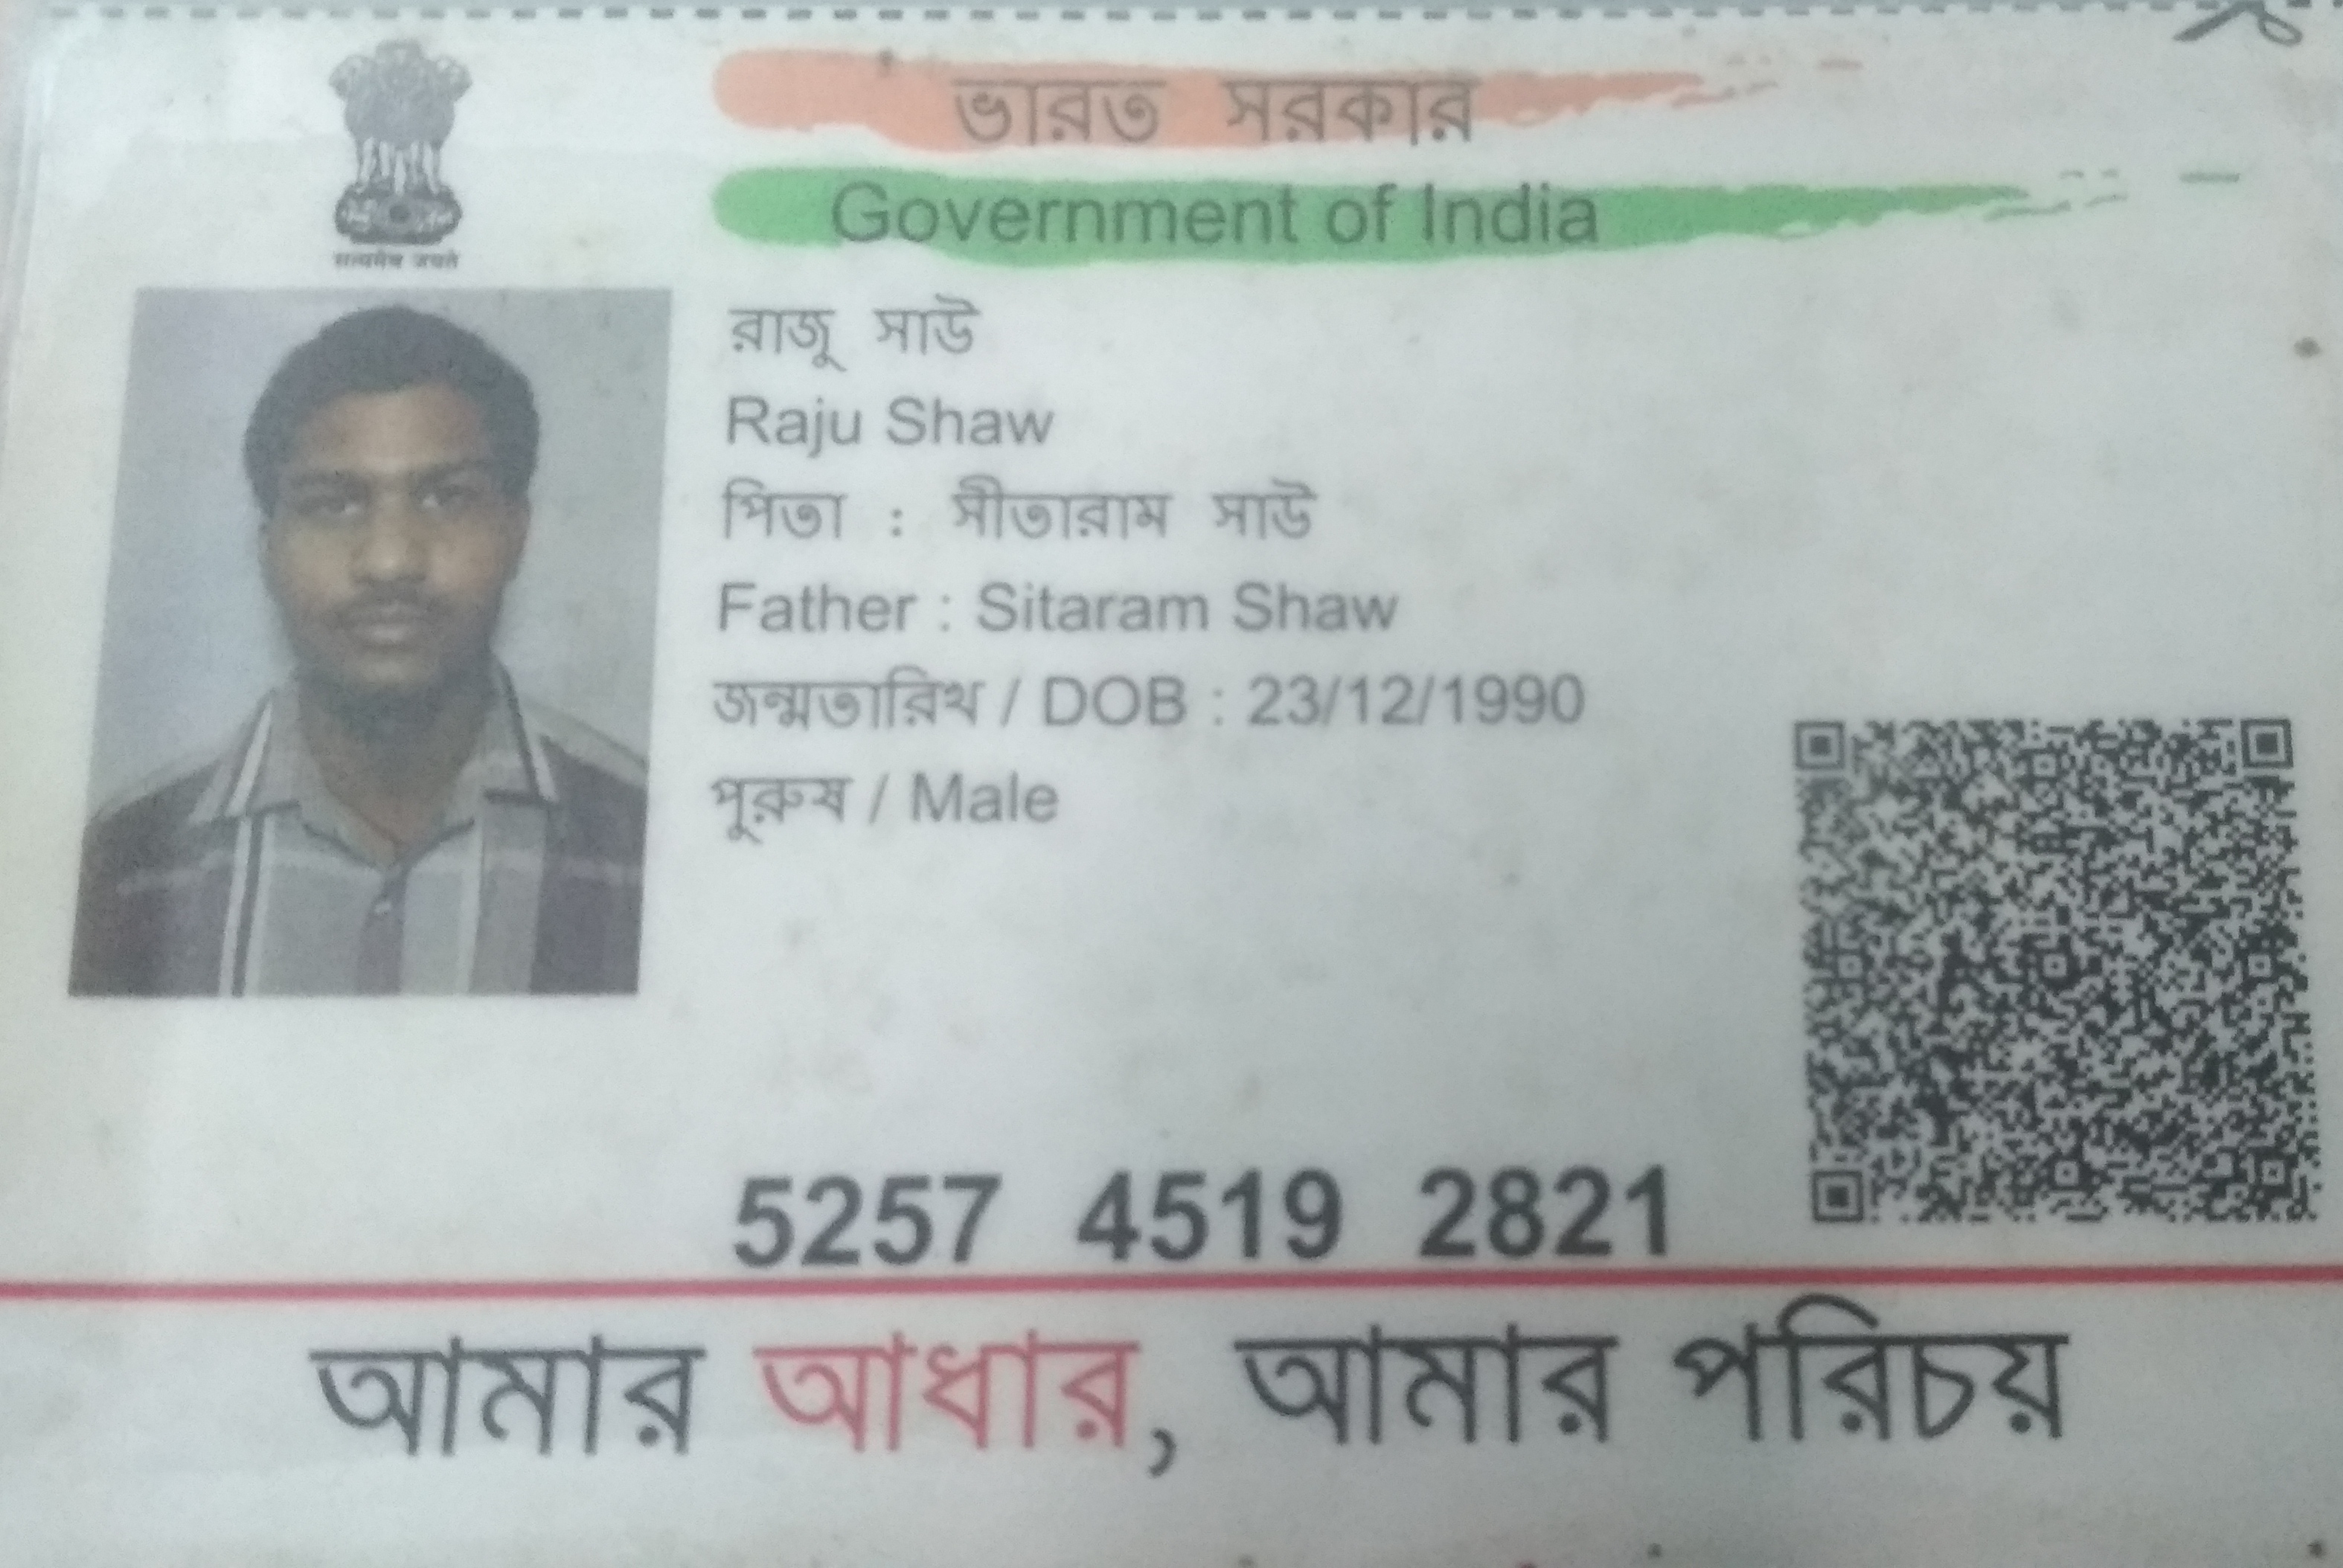 ভারত সরকার
Government of India
सत्यमेव जयते
রাজু সাউ
Raju Shaw
পিতা : সীতারাম সাউ
Father : Sitaram Shaw
জন্মতারিখ / DOB : 23/12/1990
পুরুষ / Male
5257 4519 2821
আমার আধার, আমার পরিচয়